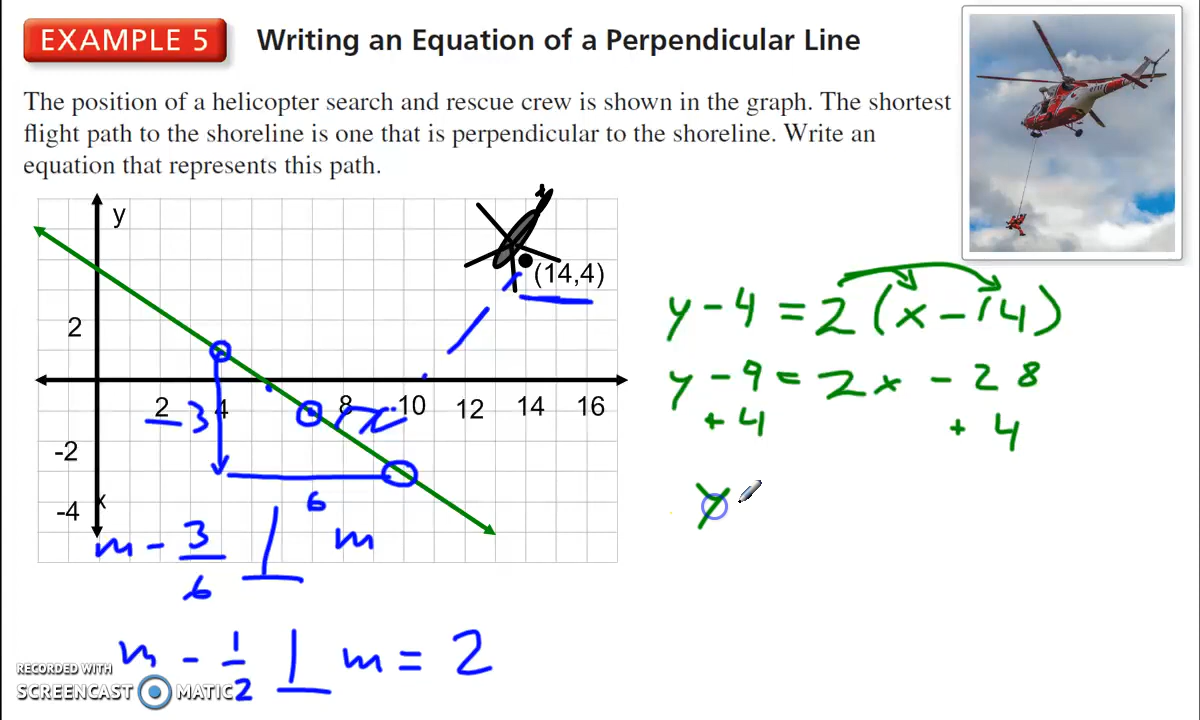 EXAMPLE 5 Writing an Equation of a Perpendicular Line
The position of a helicopter search and rescue crew is shown in the graph. The shortest
flight path to the shoreline is one that is perpendicular to the shoreline. Write an
equation that represents this path.
y
(14,4)
2
2 4 8 10 12 14 16
-2
-4
x
-3
6
m - 3/6 ⊥ m
m - 1/2 ⊥ m = 2
y - 4 = 2(x - 14)
y - 9 = 2x - 28
+ 4 + 4
y
RECORDED WITH
SCREENCAST MATIC